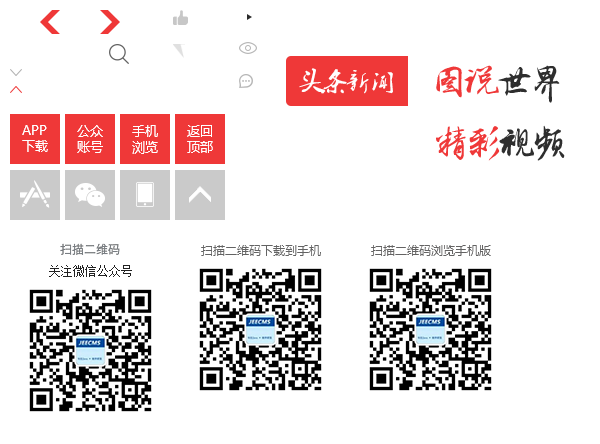 头条新闻
图说世界
精彩视频
APP
下载
公众
账号
手机
浏览
返回
顶部
扫描二维码
关注微信公众号
扫描二维码下载到手机
扫描二维码浏览手机版
JEECMS
JEECMS
JEECMS